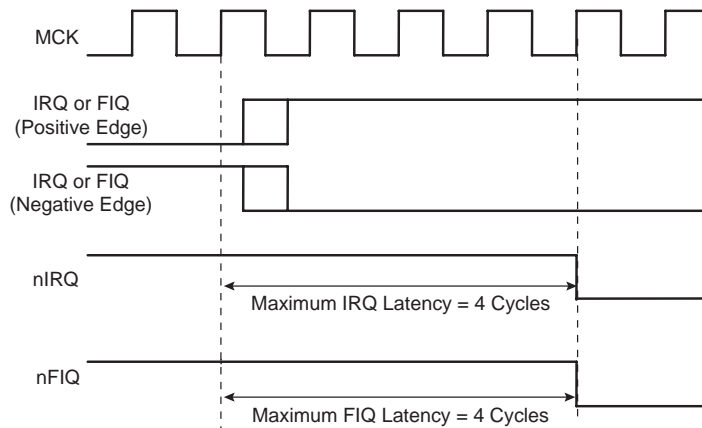 MCK
IRQ or FIQ
(Positive Edge)
IRQ or FIQ
(Negative Edge)
nIRQ
Maximum IRQ Latency = 4 Cycles
nFIQ
Maximum FIQ Latency = 4 Cycles